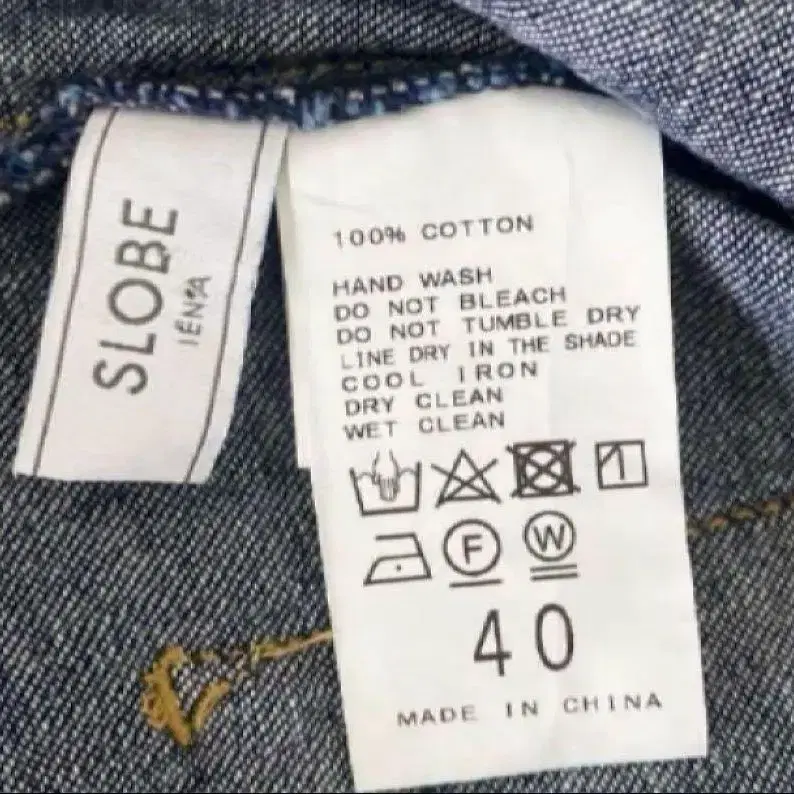 SLOBE
IÉNA
100% COTTON
HAND WASH
DO NOT BLEACH
DO NOT TUMBLE DRY
LINE DRY IN THE SHADE
COOL IRON
DRY CLEAN
WET CLEAN
F W
40
MADE IN CHINA